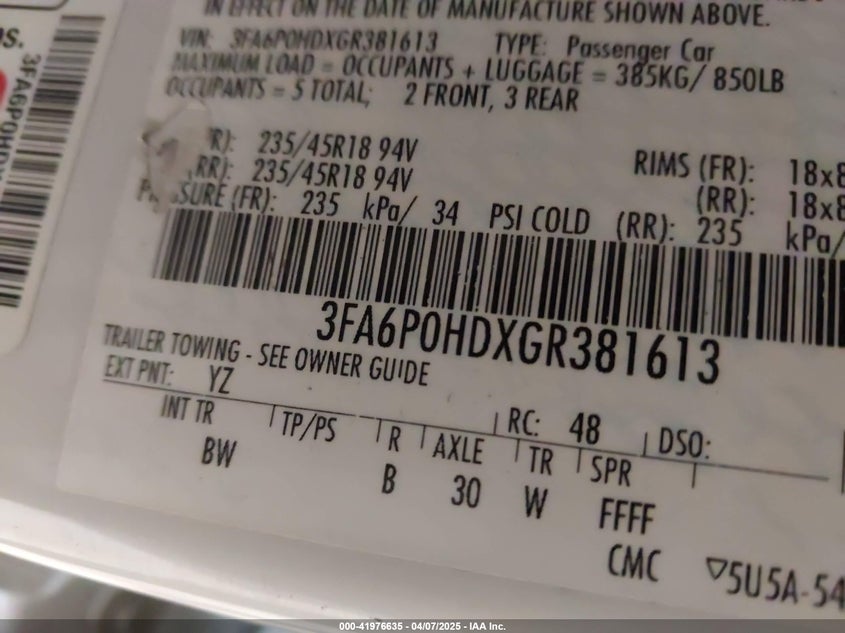 IN EFFECT ON THE DATE OF MANUFACTURE SHOWN ABOVE.
VIN: 3FA6P0HDXGR381613 TYPE: Passenger Car
MAXIMUM LOAD = OCCUPANTS + LUGGAGE = 385KG/ 850LB
OCCUPANTS = 5 TOTAL; 2 FRONT, 3 REAR
R): 235/45R18 94V RIMS (FR): 18x8
RR): 235/45R18 94V (RR): 18x8
SURE (FR): 235 kPa/ 34 PSI COLD (RR): 235 kPa/
3FA6P0HDXGR381613
TRAILER TOWING - SEE OWNER GUIDE
EXT PNT: YZ RC: 48 DSO:
INT TR TP/PS R AXLE TR SPR
BW B 30 W FFFF
CMC ▽5U5A-54
3FA6P0HDX
000-41976635 - 04/07/2025 - IAA Inc.